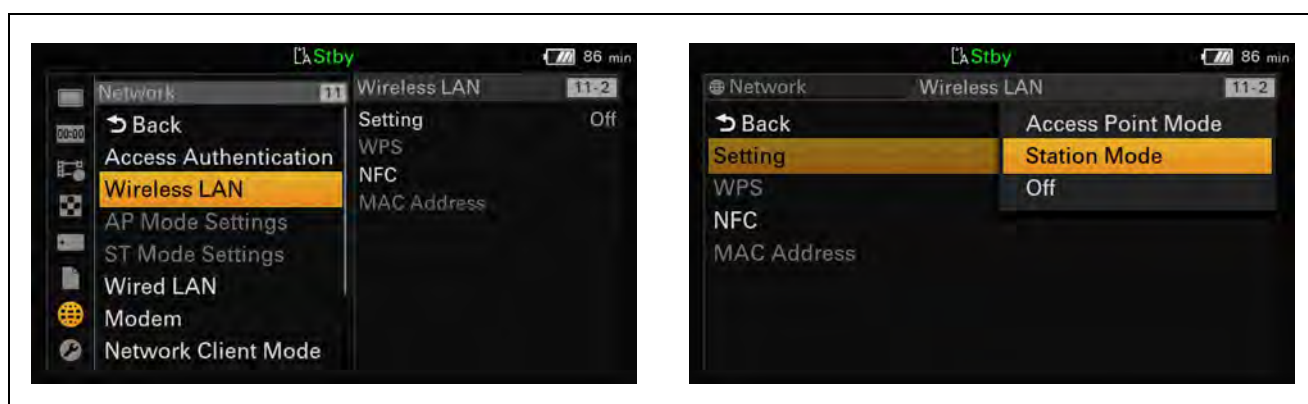 Stby
86 min
Network 11
00:00
Back
Access Authentication
Wireless LAN
AP Mode Settings
ST Mode Settings
Wired LAN
Modem
Network Client Mode
Wireless LAN 11-2
Setting Off
WPS
NFC
MAC Address
Stby
86 min
Network Wireless LAN 11-2
Back
Setting
WPS
NFC
MAC Address
Access Point Mode
Station Mode
Off